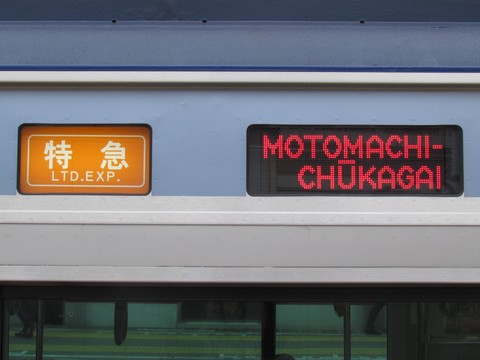 特急
LTD.EXP.
MOTOMACHI-
CHŪKAGAI